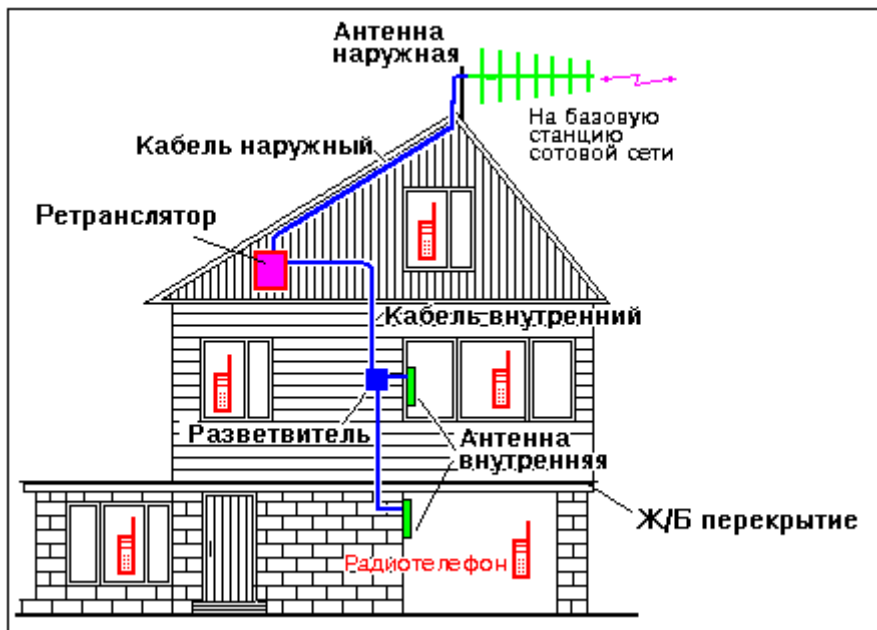 Антенна
наружная
На базовую
станцию
сотовой сети
Кабель наружный
Ретранслятор
Кабель внутренний
Разветвитель
Антенна
внутренняя
Ж/Б перекрытие
Радиотелефон